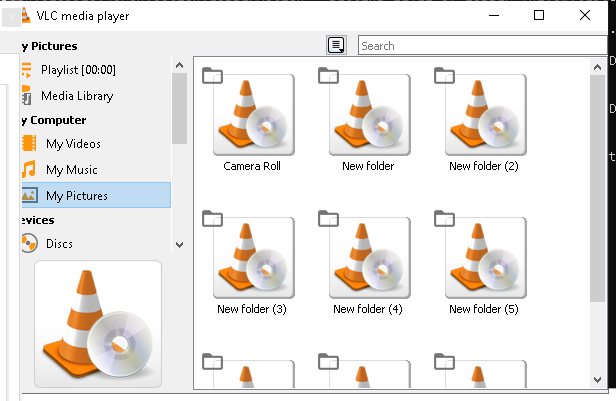 VLC media player
y Pictures
Search
Playlist [00:00]
Media Library
y Computer
My Videos
My Music
My Pictures
evices
Discs
Camera Roll
New folder
New folder (2)
New folder (3)
New folder (4)
New folder (5)
D
D
t